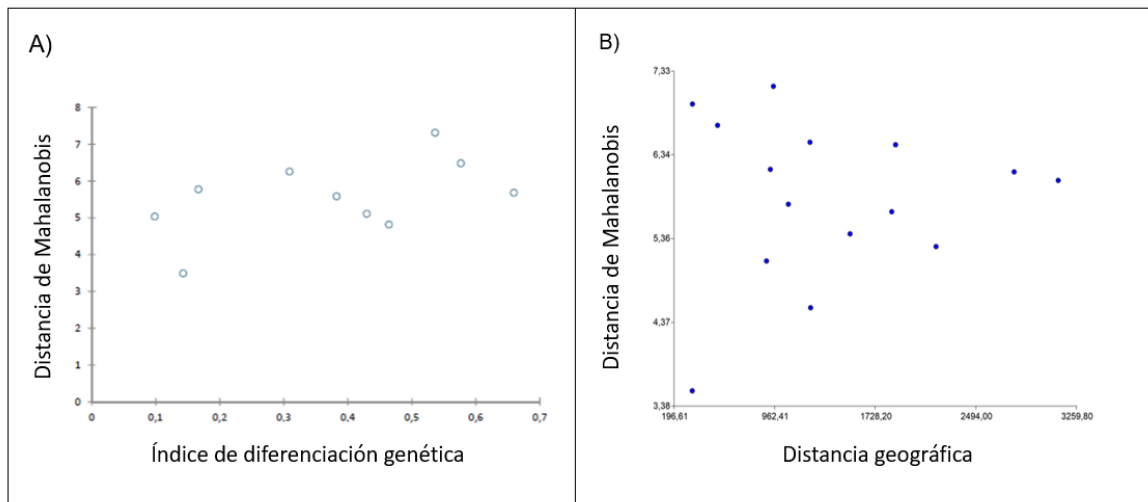 A)
Distancia de Mahalanobis
8
7
6
5
4
3
2
1
0
0 0,1 0,2 0,3 0,4 0,5 0,6 0,7
Índice de diferenciación genética
B)
Distancia de Mahalanobis
7,33
6,34
5,36
4,37
3,38
196,61 962,41 1728,20 2494,00 3259,80
Distancia geográfica